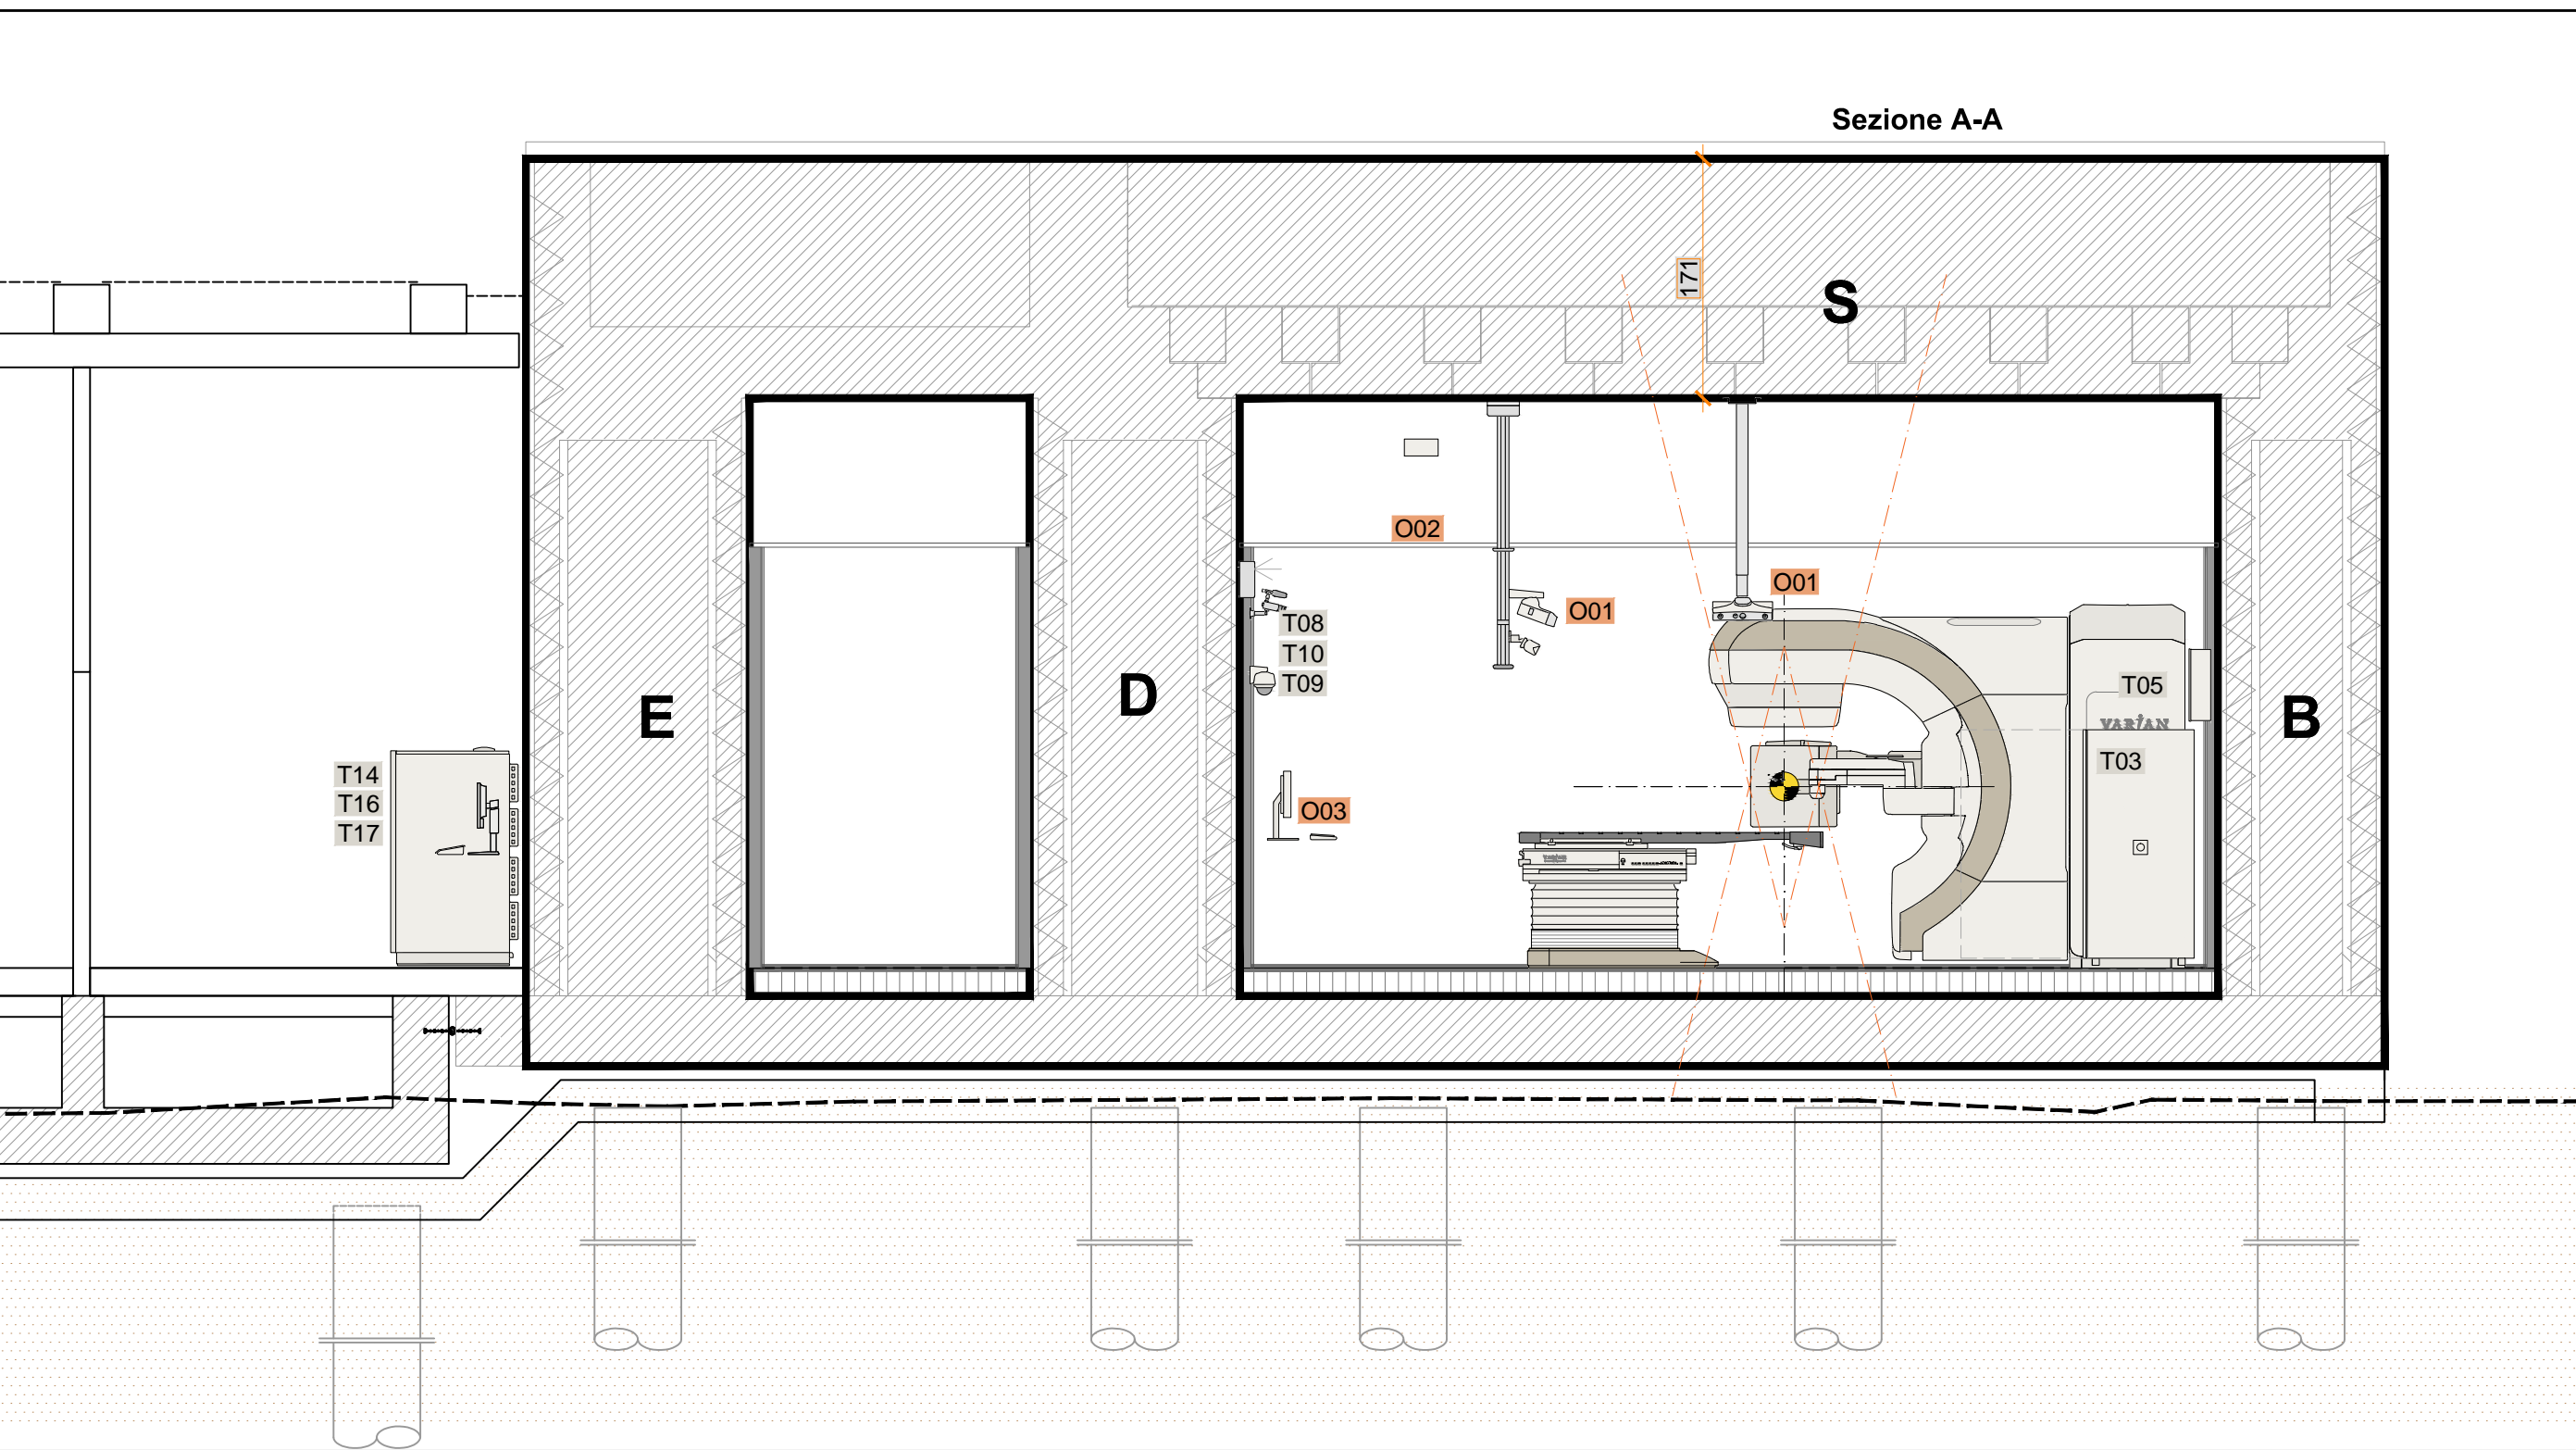 Sezione A-A
171
S
O02
O01
O01
T08
T10
T09
E
D
B
T05
VARIAN
T03
T14
T16
T17
O03